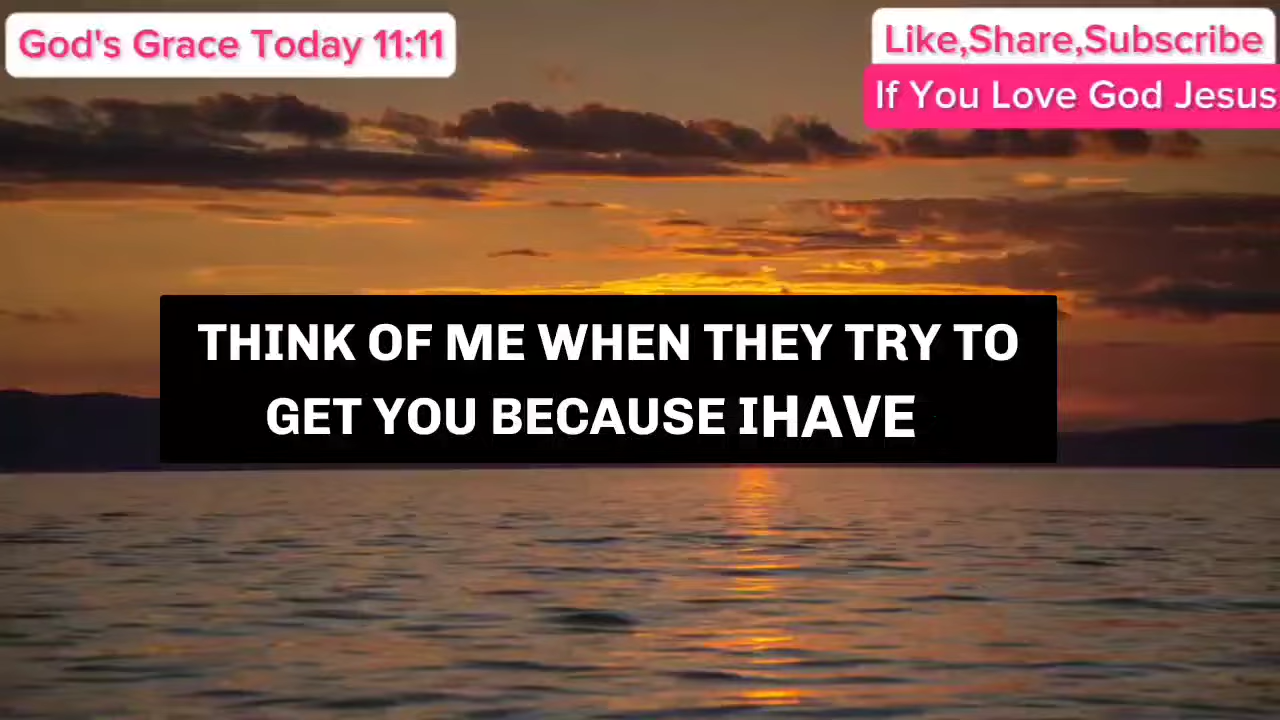 God's Grace Today 11:11
Like,Share,Subscribe
If You Love God Jesus
THINK OF ME WHEN THEY TRY TO
GET YOU BECAUSE IHAVE